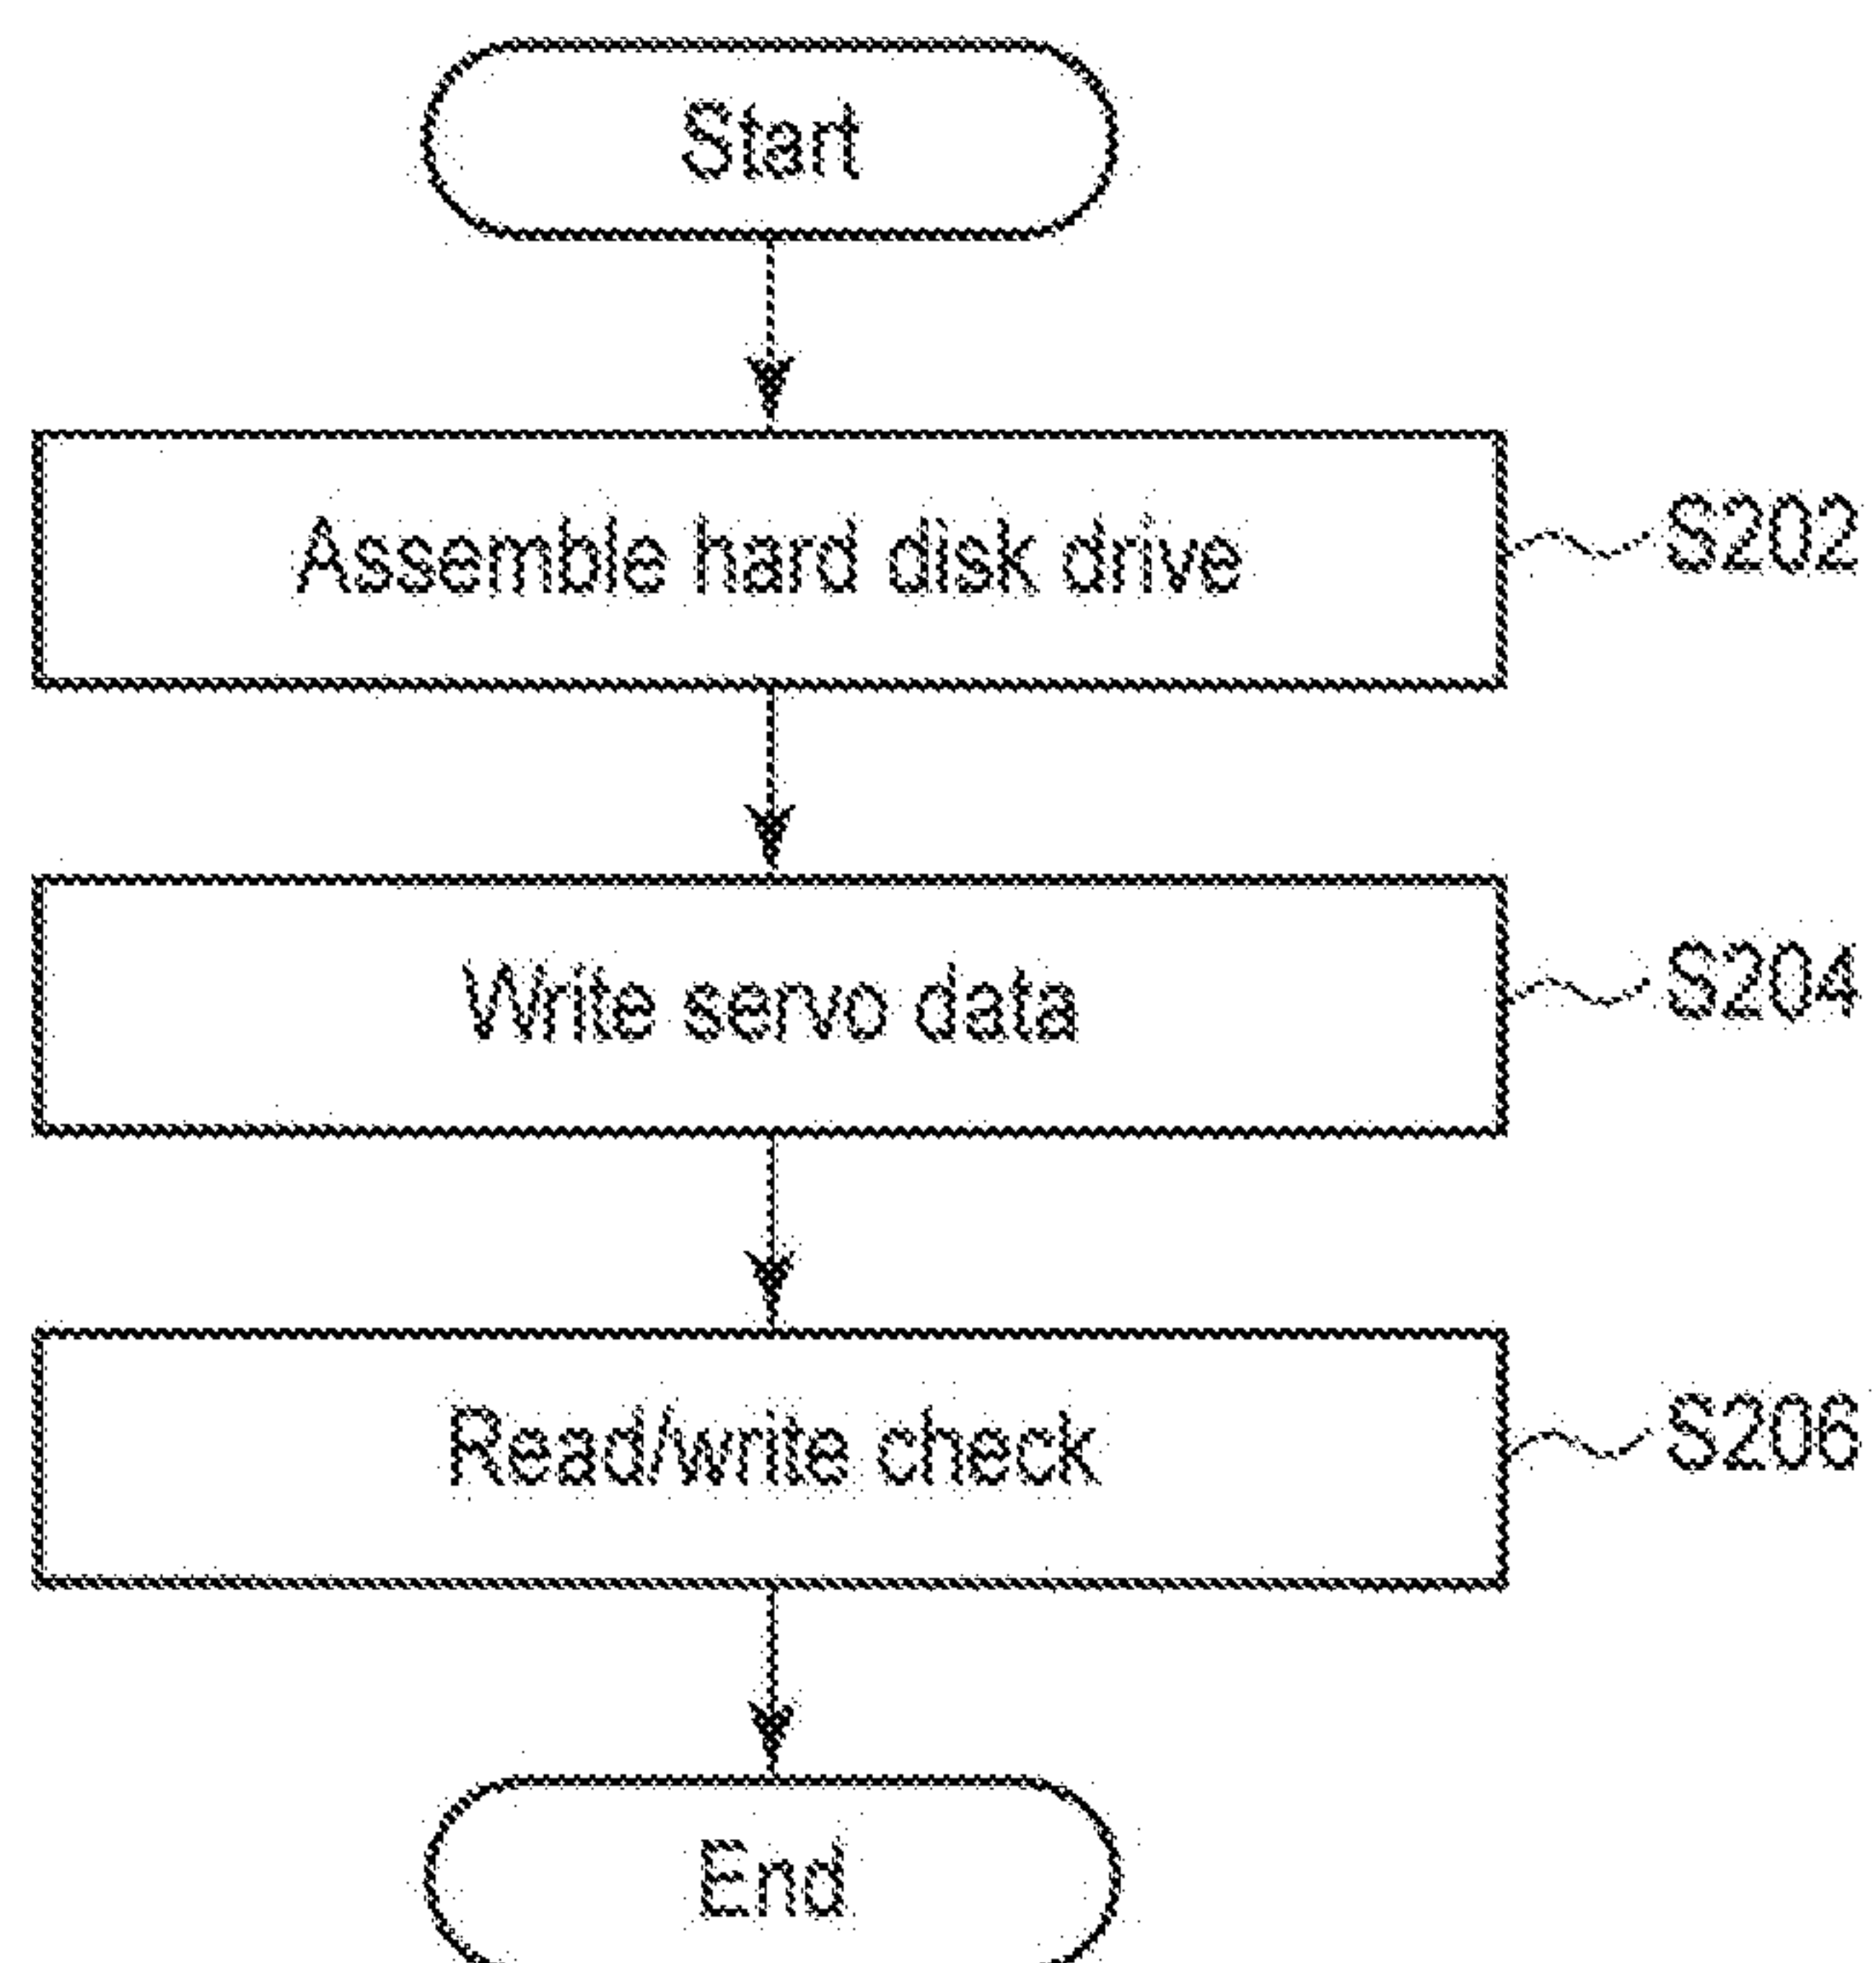 Start
Assemble hard disk drive
S202
Write servo data
S204
Read/write check
S206
End